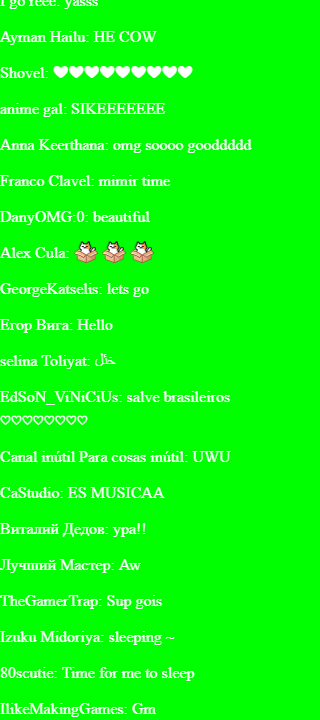 I go Yeee: yasss
Ayman Hailu: HE COW
Shovel: ♥♥♥♥♥♥♥♥♥
anime gal: SIKEEEEEEE
Anna Keerthana: omg soooo gooddddd
Franco Clavel: mimir time
DanyOMG 0: beautiful
Alex Cula:
GeorgeKatselis: lets go
Егор Вига: Hello
selina Toliyat:
EdSoN_ViNiCiUs: salve brasileiros
♡♡♡♡♡♡♡♡
Canal inútil Para cosas inútil: UWU
CaStudio: ES MUSICAA
Виталий Дедов: ура!!
Лучший Мастер: Aw
TheGamerTrap: Sup gois
Izuku Midoriya: sleeping ~
80scutie: Time for me to sleep
IlikeMakingGames: Gm